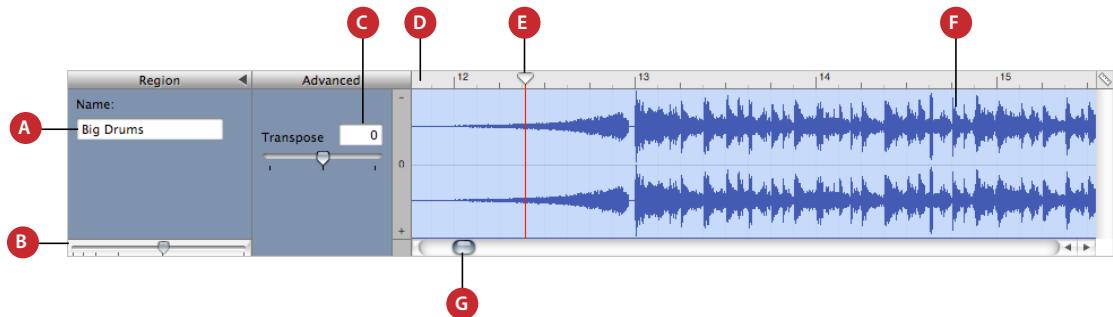 C D E F
12 13 14 15
Region Advanced
Name:
A Big Drums
Transpose 0
-
0
+
B
G